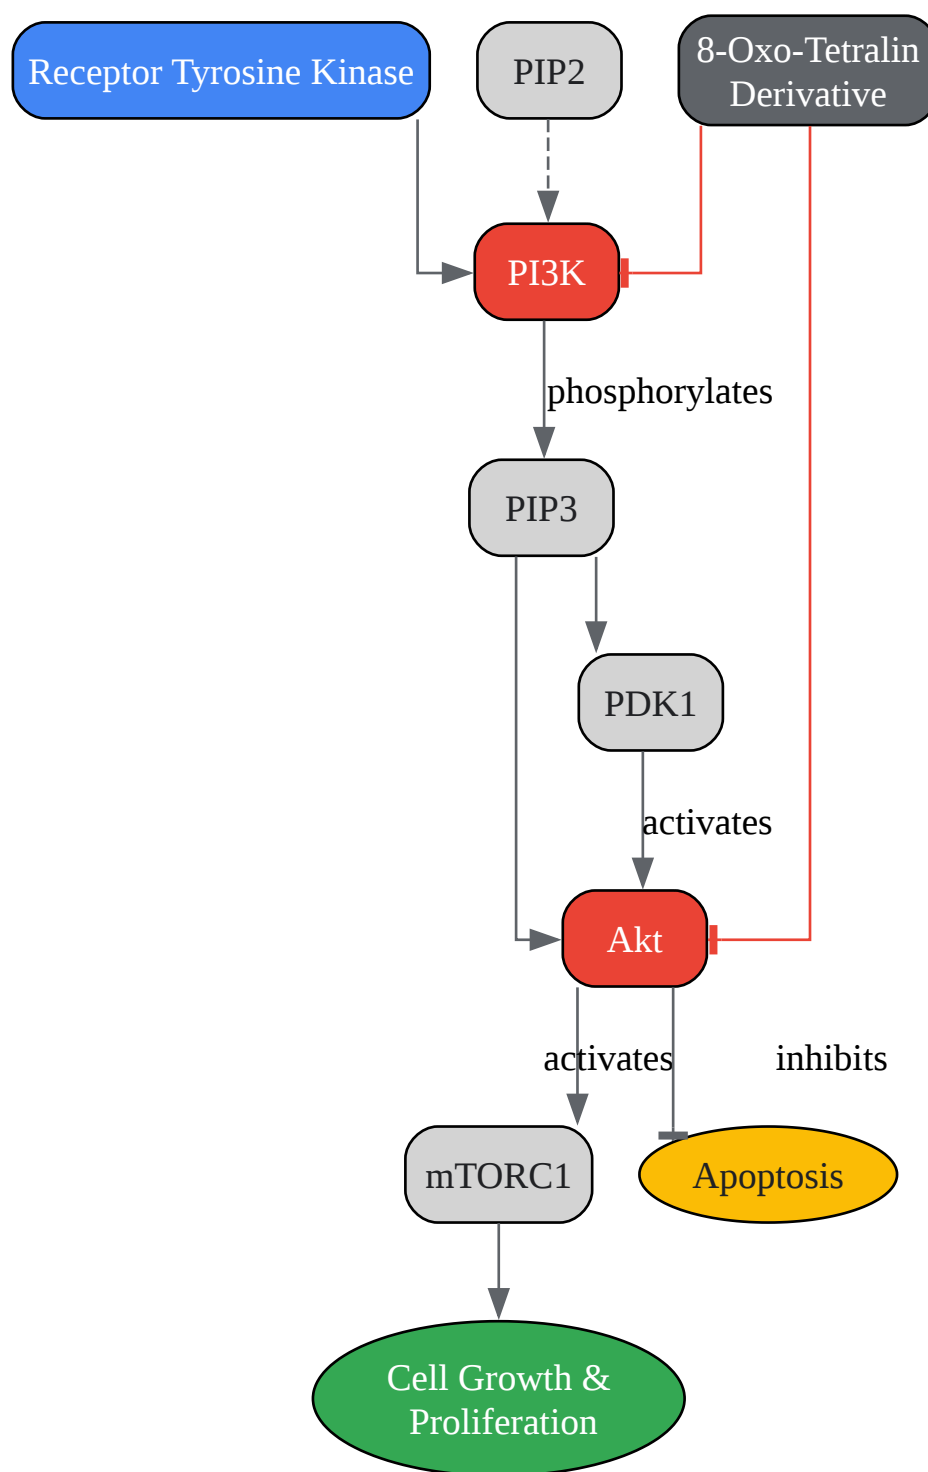 Receptor Tyrosine Kinase
PIP2
8-Oxo-Tetralin
Derivative
PI3K
phosphorylates
PIP3
PDK1
activates
Akt
activates
inhibits
mTORC1
Apoptosis
Cell Growth &
Proliferation